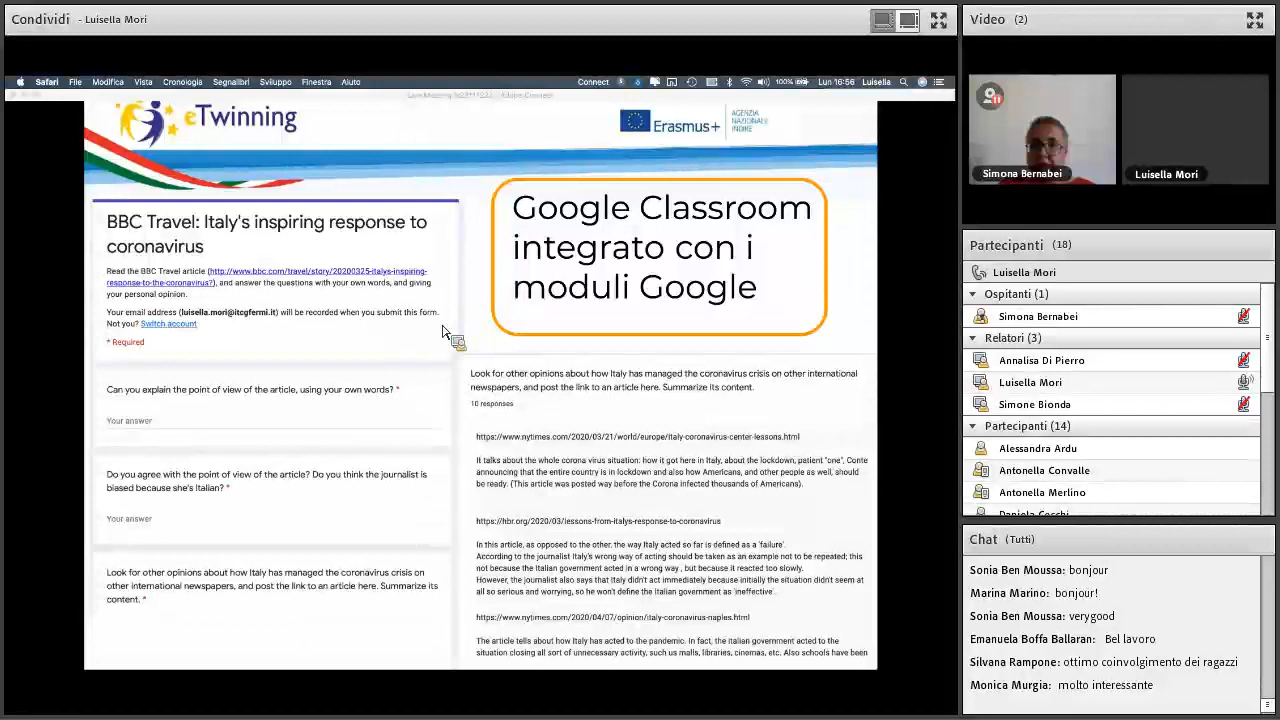 Condividi - Luisella Mori
Safari File Modifica Vista Cronologia Segnalibri Sviluppo Finestra Aiuto
Connect 100% Lun 16:56 Luisella
eTwinning
Erasmus+
AGENZIA
NAZIONALE
INDIRE
BBC Travel: Italy's inspiring response to
coronavirus
Read the BBC Travel article (http://www.bbc.com/travel/story/20200325-italys-inspiring-
response-to-the-coronavirus?), and answer the questions with your own words, and giving
your personal opinion.
Your email address (luisella.mori@itcgfermi.it) will be recorded when you submit this form.
Not you? Switch account
* Required
Can you explain the point of view of the article, using your own words? *
Your answer
Do you agree with the point of view of the article? Do you think the journalist is
biased because she's Italian? *
Your answer
Look for other opinions about how Italy has managed the coronavirus crisis on
other international newspapers, and post the link to an article here. Summarize its
content. *
Google Classroom
integrato con i
moduli Google
Look for other opinions about how Italy has managed the coronavirus crisis on other international
newspapers, and post the link to an article here. Summarize its content.
10 responses
https://www.nytimes.com/2020/03/21/world/europe/italy-coronavirus-center-lessons.html
It talks about the whole corona virus situation: how it got here in Italy, about the lockdown, patient "one", Conte
announcing that the entire country is in lockdown and also how Americans, and other people as well, should
be ready. (This article was posted way before the Corona infected thousands of Americans).
https://hbr.org/2020/03/lessons-from-italys-response-to-coronavirus
In this article, as opposed to the other, the way Italy acted so far is defined as a 'failure'.
According to the journalist Italy's wrong way of acting should be taken as an example not to be repeated; this
not because the Italian government acted in a wrong way , but because it reacted too slowly.
However, the journalist also says that Italy didn't act immediately because initially the situation didn't seem at
all so serious and worrying, so he won't define the Italian government as 'ineffective'.
https://www.nytimes.com/2020/04/07/opinion/italy-coronavirus-naples.html
The article tells about how Italy has acted to the pandemic. In fact, the Italian government acted to the
situation closing all sort of unnecessary activity, such us malls, libraries, cinemas, etc. Also schools have been
Video (2)
Simona Bernabei
Luisella Mori
Partecipanti (18)
Luisella Mori
Ospitanti (1)
Simona Bernabei
Relatori (3)
Annalisa Di Pierro
Luisella Mori
Simone Bionda
Partecipanti (14)
Alessandra Ardu
Antonella Convalle
Antonella Merlino
Chat (Tutti)
Sonia Ben Moussa: bonjour
Marina Marino: bonjour!
Sonia Ben Moussa: verygood
Emanuela Boffa Ballaran: Bel lavoro
Silvana Rampone: ottimo coinvolgimento dei ragazzi
Monica Murgia: molto interessante